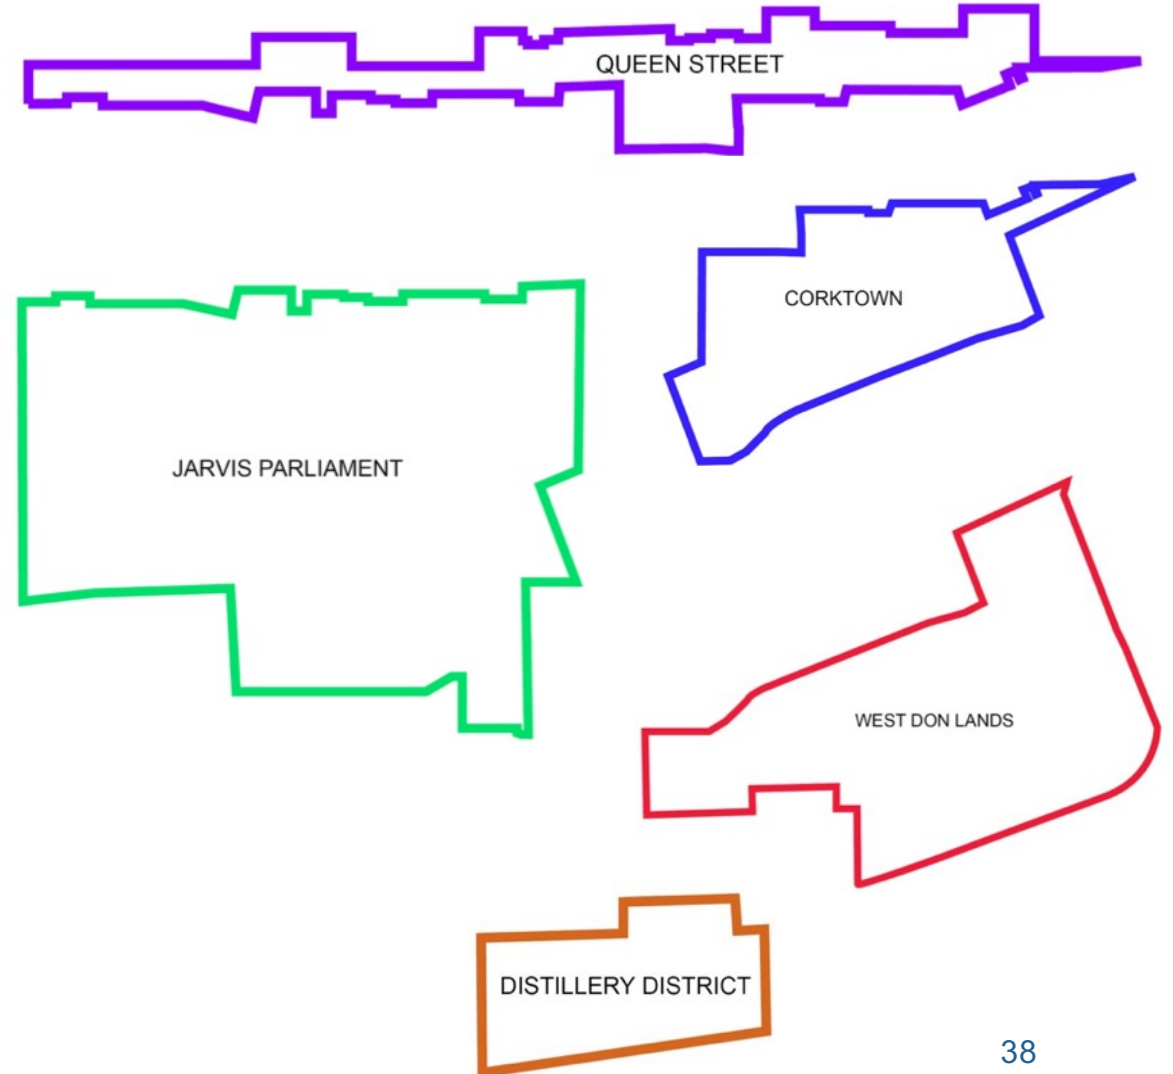 QUEEN STREET
CORKTOWN
JARVIS PARLIAMENT
WEST DON LANDS
DISTILLERY DISTRICT
38